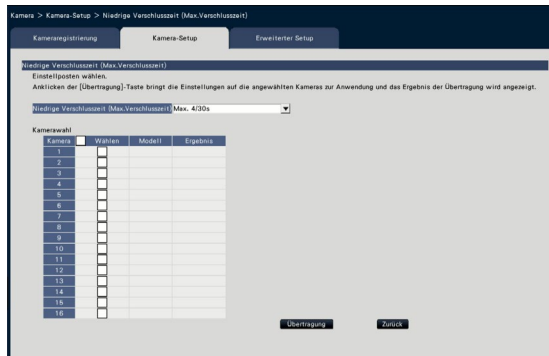 Kamera > Kamera-Setup > Niedrige Verschlusszeit (Max.Verschlusszeit)
Kameraregistrierung Kamera-Setup Erweiterter Setup
Niedrige Verschlusszeit (Max.Verschlusszeit)
Einstellposten wählen.
Anklicken der [Übertragung]-Taste bringt die Einstellungen auf die angewählten Kameras zur Anwendung und das Ergebnis der Übertragung wird angezeigt.
Niedrige Verschlusszeit (Max.Verschlusszeit) Max. 4/30s
Kamerawahl
Kamera Wählen Modell Ergebnis
1
2
3
4
5
6
7
8
9
10
11
12
13
14
15
16
Übertragung Zurück